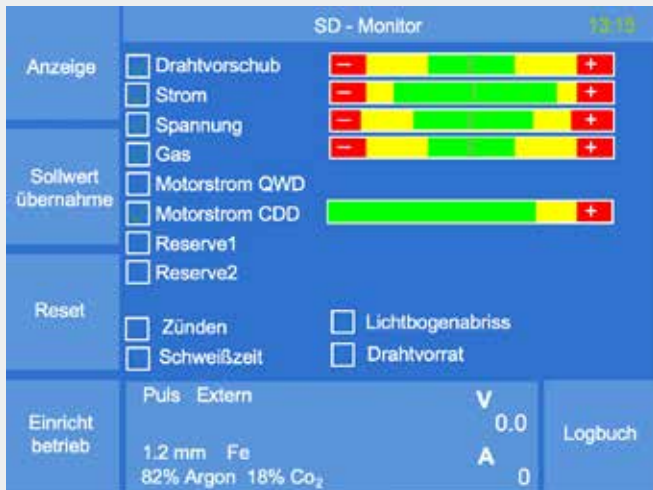 SD - Monitor 13:15
Anzeige
Drahtvorschub − +
Strom − +
Spannung − +
Gas − +
Sollwert
übernahme
Motorstrom QWD
Motorstrom CDD +
Reserve1
Reserve2
Reset
Zünden
Lichtbogenabriss
Schweißzeit
Drahtvorrat
Einricht
betrieb
Puls Extern
V
0.0
1.2 mm Fe
A
82% Argon 18% Co₂
0
Logbuch